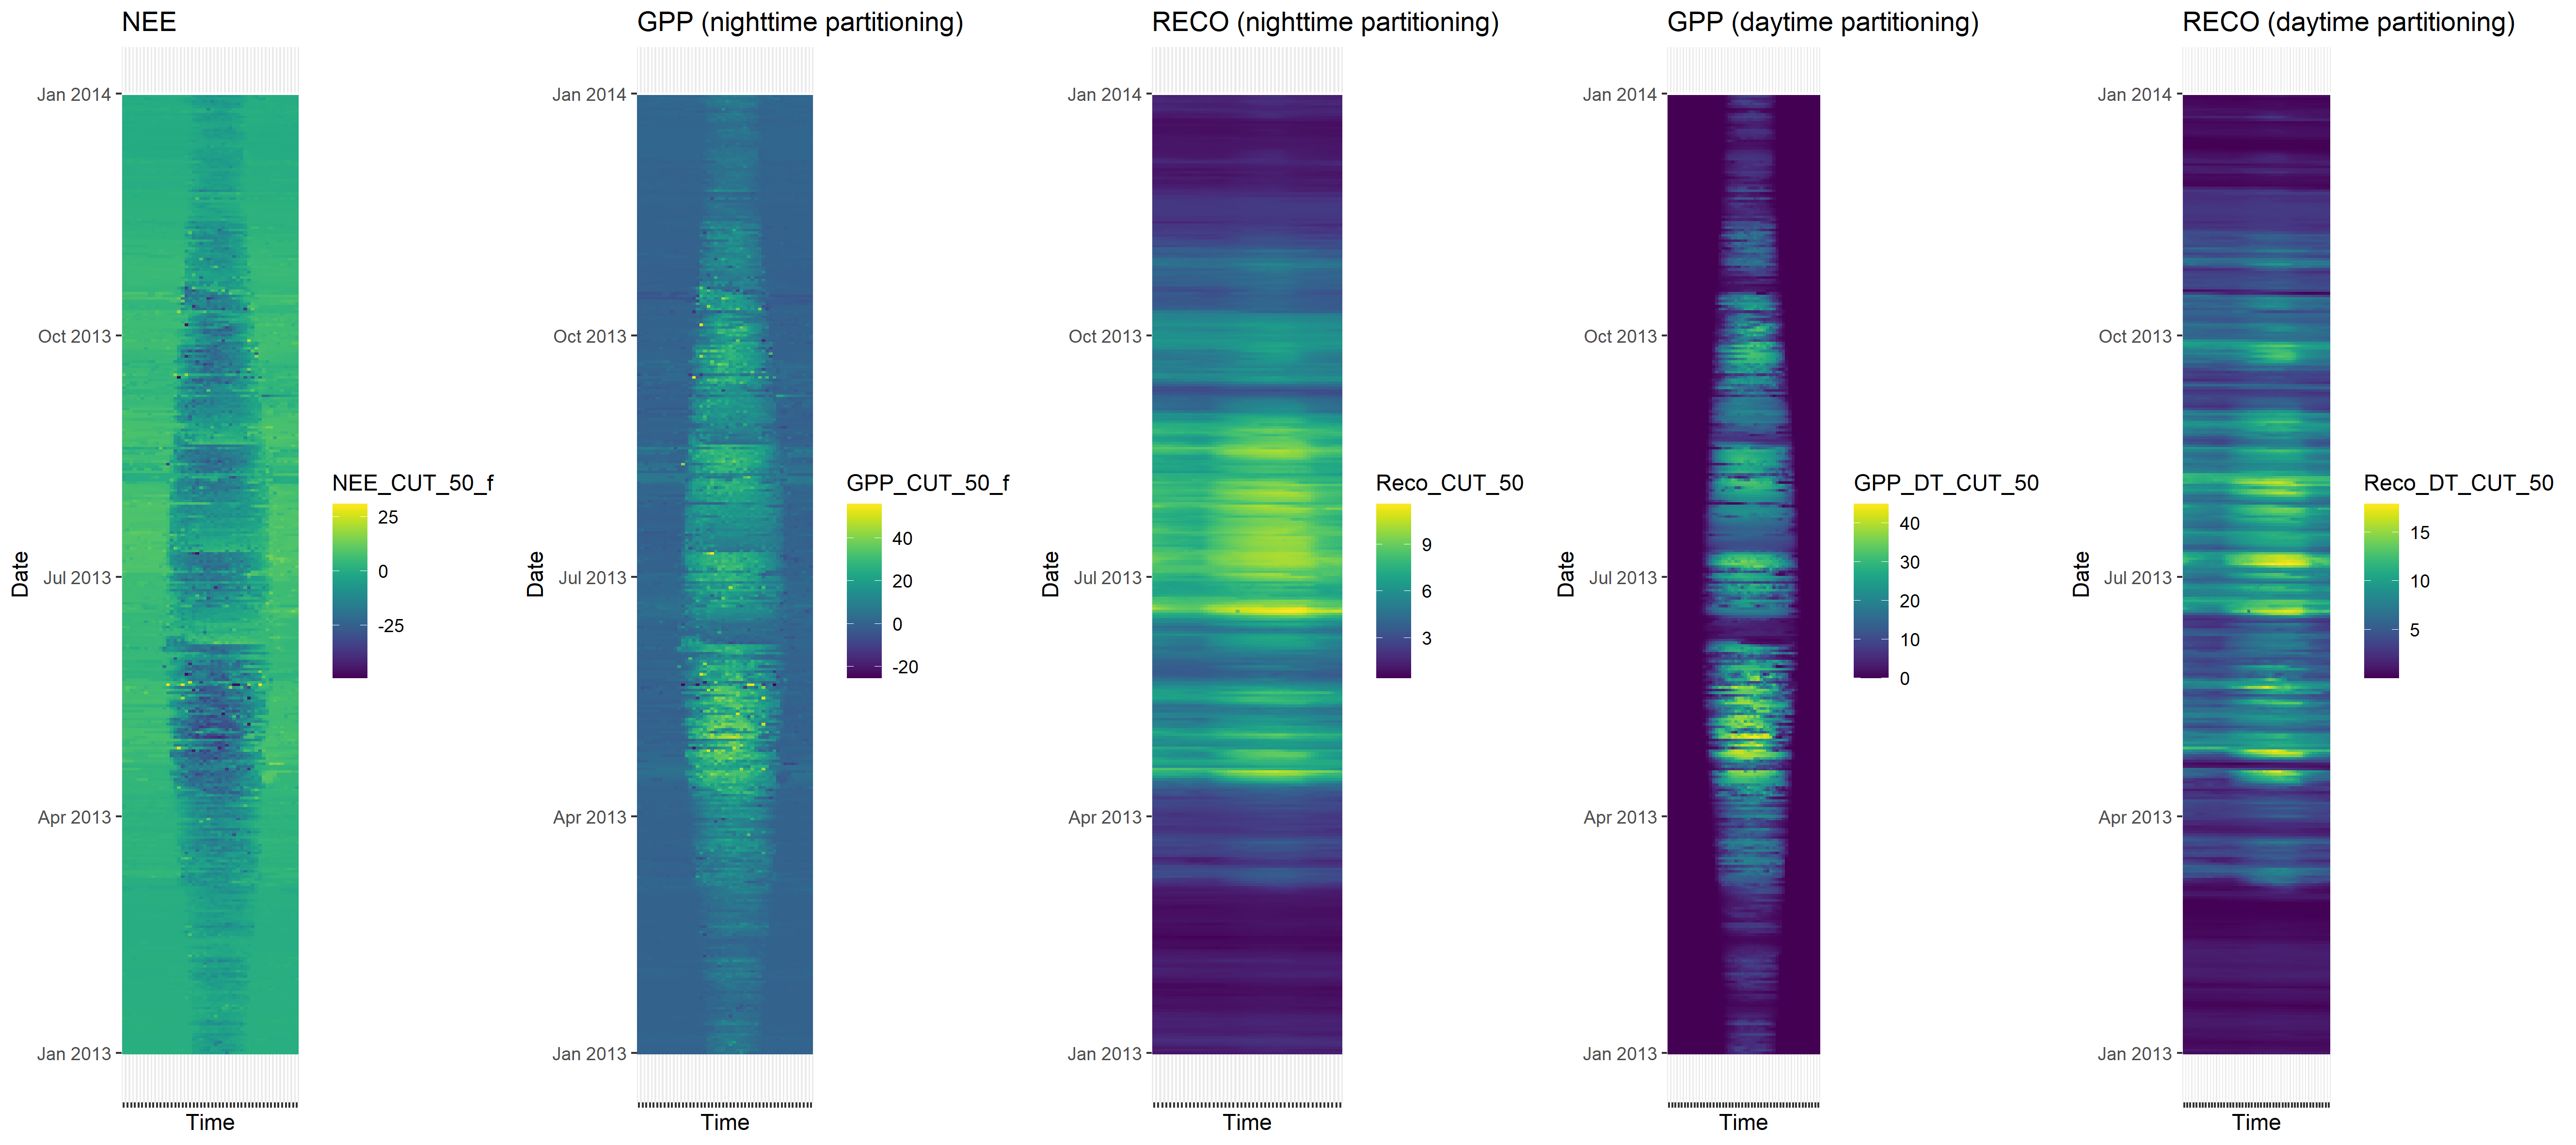 NEE
Jan 2014
Oct 2013
Jul 2013
Apr 2013
Jan 2013
Date
Time
NEE_CUT_50_f
25
0
-25
GPP (nighttime partitioning)
Jan 2014
Oct 2013
Jul 2013
Apr 2013
Jan 2013
Date
Time
GPP_CUT_50_f
40
20
0
-20
RECO (nighttime partitioning)
Jan 2014
Oct 2013
Jul 2013
Apr 2013
Jan 2013
Date
Time
Reco_CUT_50
9
6
3
GPP (daytime partitioning)
Jan 2014
Oct 2013
Jul 2013
Apr 2013
Jan 2013
Date
Time
GPP_DT_CUT_50
40
30
20
10
0
RECO (daytime partitioning)
Jan 2014
Oct 2013
Jul 2013
Apr 2013
Jan 2013
Date
Time
Reco_DT_CUT_50
15
10
5